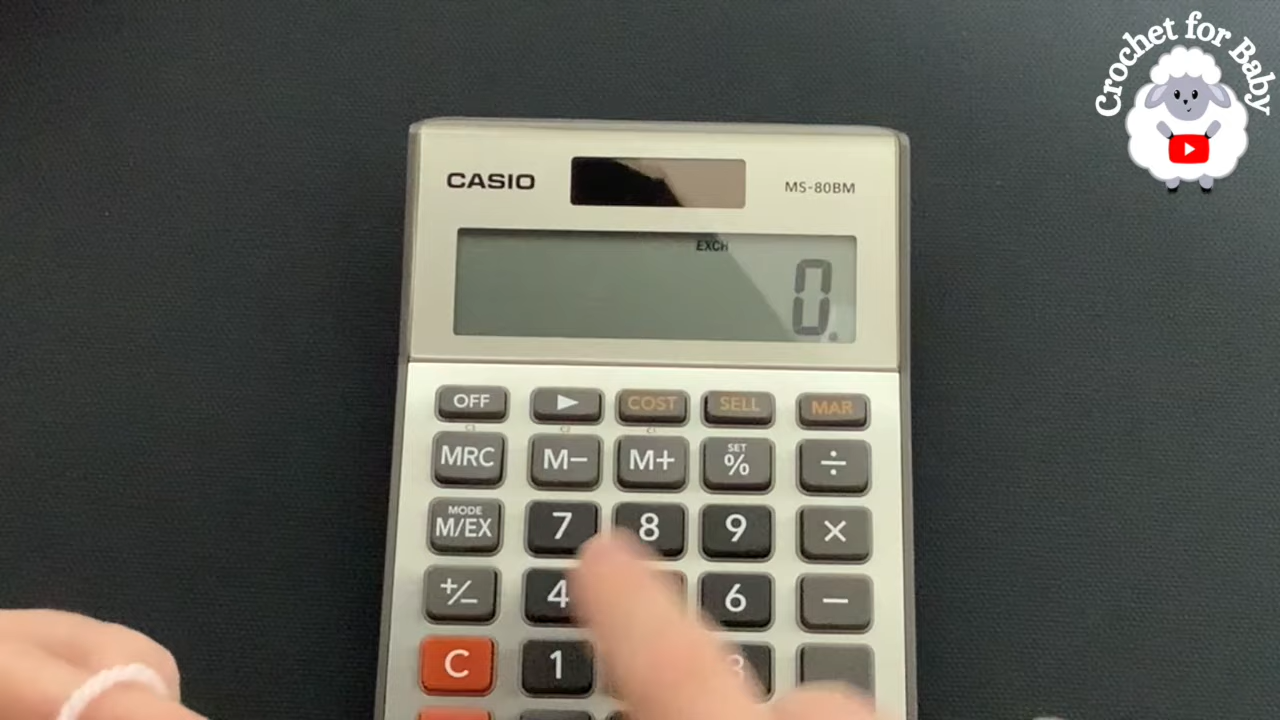 Crochet for Baby
CASIO
MS-80BM
EXCH
0.
OFF ▶ COST SELL MAR
MRC M− M+ SET % ÷
MODE
M/EX 7 8 9 ×
+/− 4 6 −
C 1 3